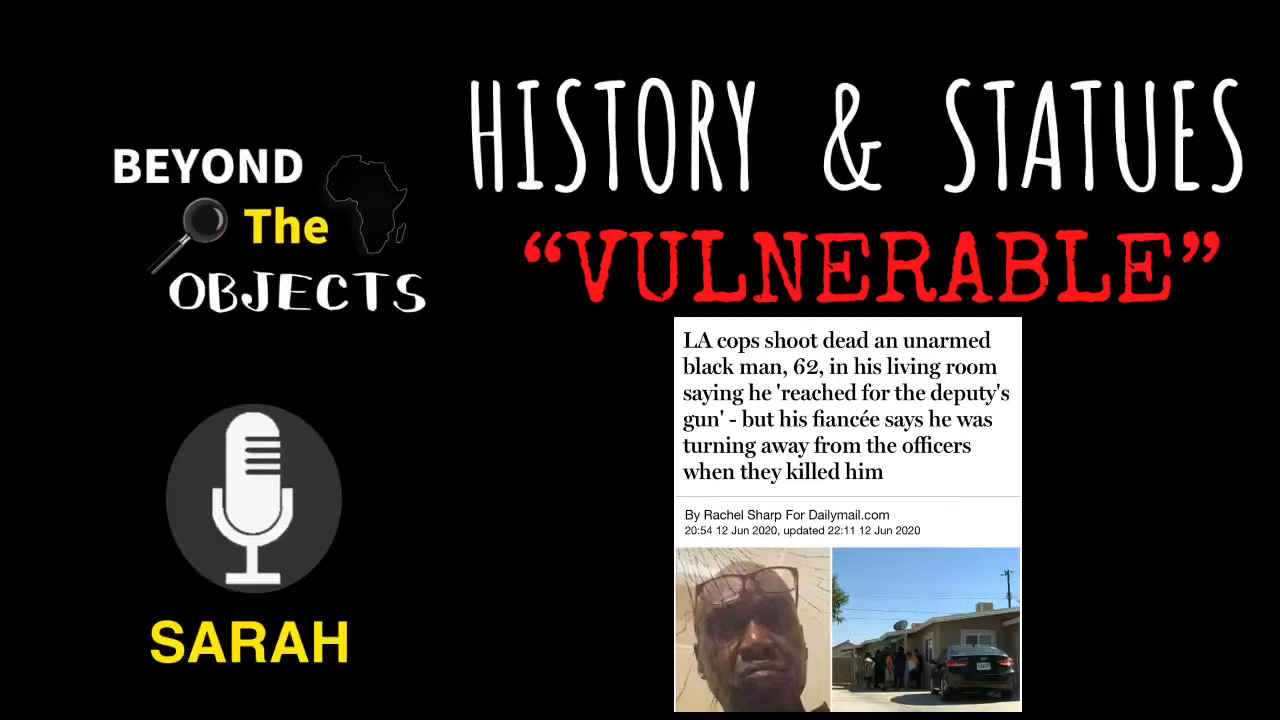 BEYOND
The
OBJECTS
HISTORY & STATUES
“VULNERABLE”
LA cops shoot dead an unarmed
black man, 62, in his living room
saying he 'reached for the deputy's
gun' - but his fiancée says he was
turning away from the officers
when they killed him
By Rachel Sharp For Dailymail.com
20:54 12 Jun 2020, updated 22:11 12 Jun 2020
SARAH